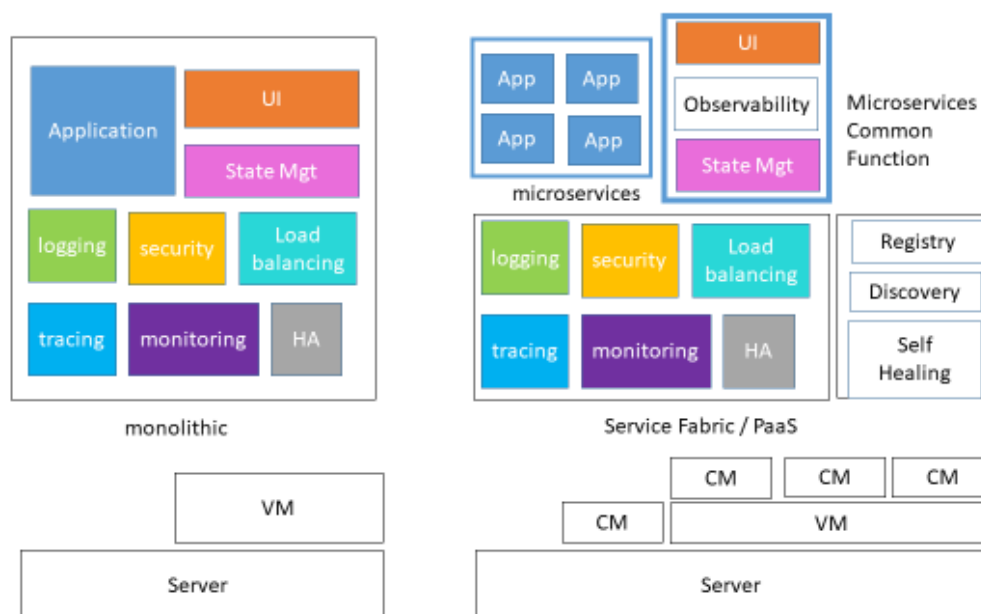 Application
UI
State Mgt
logging
security
Load
balancing
tracing
monitoring
HA
monolithic
VM
Server
App
App
App
App
microservices
UI
Observability
State Mgt
Microservices
Common
Function
logging
security
Load
balancing
tracing
monitoring
HA
Registry
Discovery
Self
Healing
Service Fabric / PaaS
CM
CM
CM
CM
VM
Server